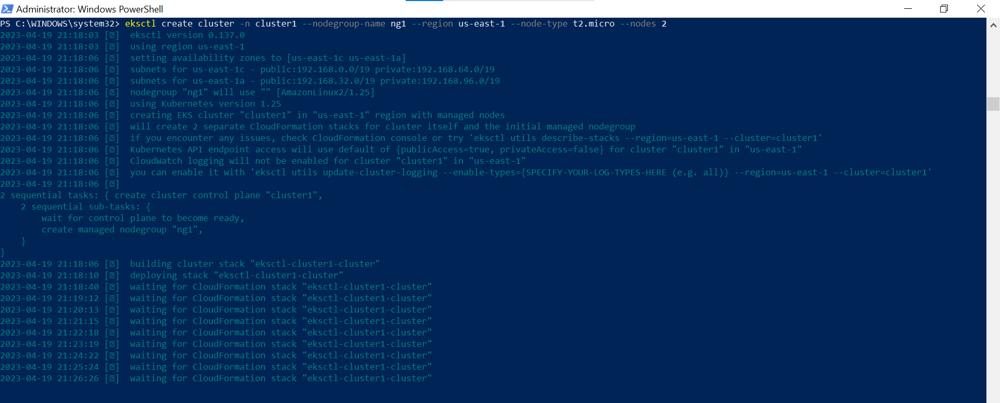 Administrator: Windows PowerShell
PS C:\WINDOWS\system32> eksctl create cluster -n cluster1 --nodegroup-name ng1 --region us-east-1 --node-type t2.micro --nodes 2
2023-04-19 21:18:03 [⍰]  eksctl version 0.137.0
2023-04-19 21:18:03 [⍰]  using region us-east-1
2023-04-19 21:18:06 [⍰]  setting availability zones to [us-east-1c us-east-1a]
2023-04-19 21:18:06 [⍰]  subnets for us-east-1c - public:192.168.0.0/19 private:192.168.64.0/19
2023-04-19 21:18:06 [⍰]  subnets for us-east-1a - public:192.168.32.0/19 private:192.168.96.0/19
2023-04-19 21:18:06 [⍰]  nodegroup "ng1" will use "" [AmazonLinux2/1.25]
2023-04-19 21:18:06 [⍰]  using Kubernetes version 1.25
2023-04-19 21:18:06 [⍰]  creating EKS cluster "cluster1" in "us-east-1" region with managed nodes
2023-04-19 21:18:06 [⍰]  will create 2 separate CloudFormation stacks for cluster itself and the initial managed nodegroup
2023-04-19 21:18:06 [⍰]  if you encounter any issues, check CloudFormation console or try 'eksctl utils describe-stacks --region=us-east-1 --cluster=cluster1'
2023-04-19 21:18:06 [⍰]  Kubernetes API endpoint access will use default of {publicAccess=true, privateAccess=false} for cluster "cluster1" in "us-east-1"
2023-04-19 21:18:06 [⍰]  CloudWatch logging will not be enabled for cluster "cluster1" in "us-east-1"
2023-04-19 21:18:06 [⍰]  you can enable it with 'eksctl utils update-cluster-logging --enable-types={SPECIFY-YOUR-LOG-TYPES-HERE (e.g. all)} --region=us-east-1 --cluster=cluster1'
2023-04-19 21:18:06 [⍰]
2 sequential tasks: { create cluster control plane "cluster1",
    2 sequential sub-tasks: {
        wait for control plane to become ready,
        create managed nodegroup "ng1",
    }
}
2023-04-19 21:18:06 [⍰]  building cluster stack "eksctl-cluster1-cluster"
2023-04-19 21:18:10 [⍰]  deploying stack "eksctl-cluster1-cluster"
2023-04-19 21:18:40 [⍰]  waiting for CloudFormation stack "eksctl-cluster1-cluster"
2023-04-19 21:19:12 [⍰]  waiting for CloudFormation stack "eksctl-cluster1-cluster"
2023-04-19 21:20:13 [⍰]  waiting for CloudFormation stack "eksctl-cluster1-cluster"
2023-04-19 21:21:15 [⍰]  waiting for CloudFormation stack "eksctl-cluster1-cluster"
2023-04-19 21:22:18 [⍰]  waiting for CloudFormation stack "eksctl-cluster1-cluster"
2023-04-19 21:23:19 [⍰]  waiting for CloudFormation stack "eksctl-cluster1-cluster"
2023-04-19 21:24:22 [⍰]  waiting for CloudFormation stack "eksctl-cluster1-cluster"
2023-04-19 21:25:24 [⍰]  waiting for CloudFormation stack "eksctl-cluster1-cluster"
2023-04-19 21:26:26 [⍰]  waiting for CloudFormation stack "eksctl-cluster1-cluster"